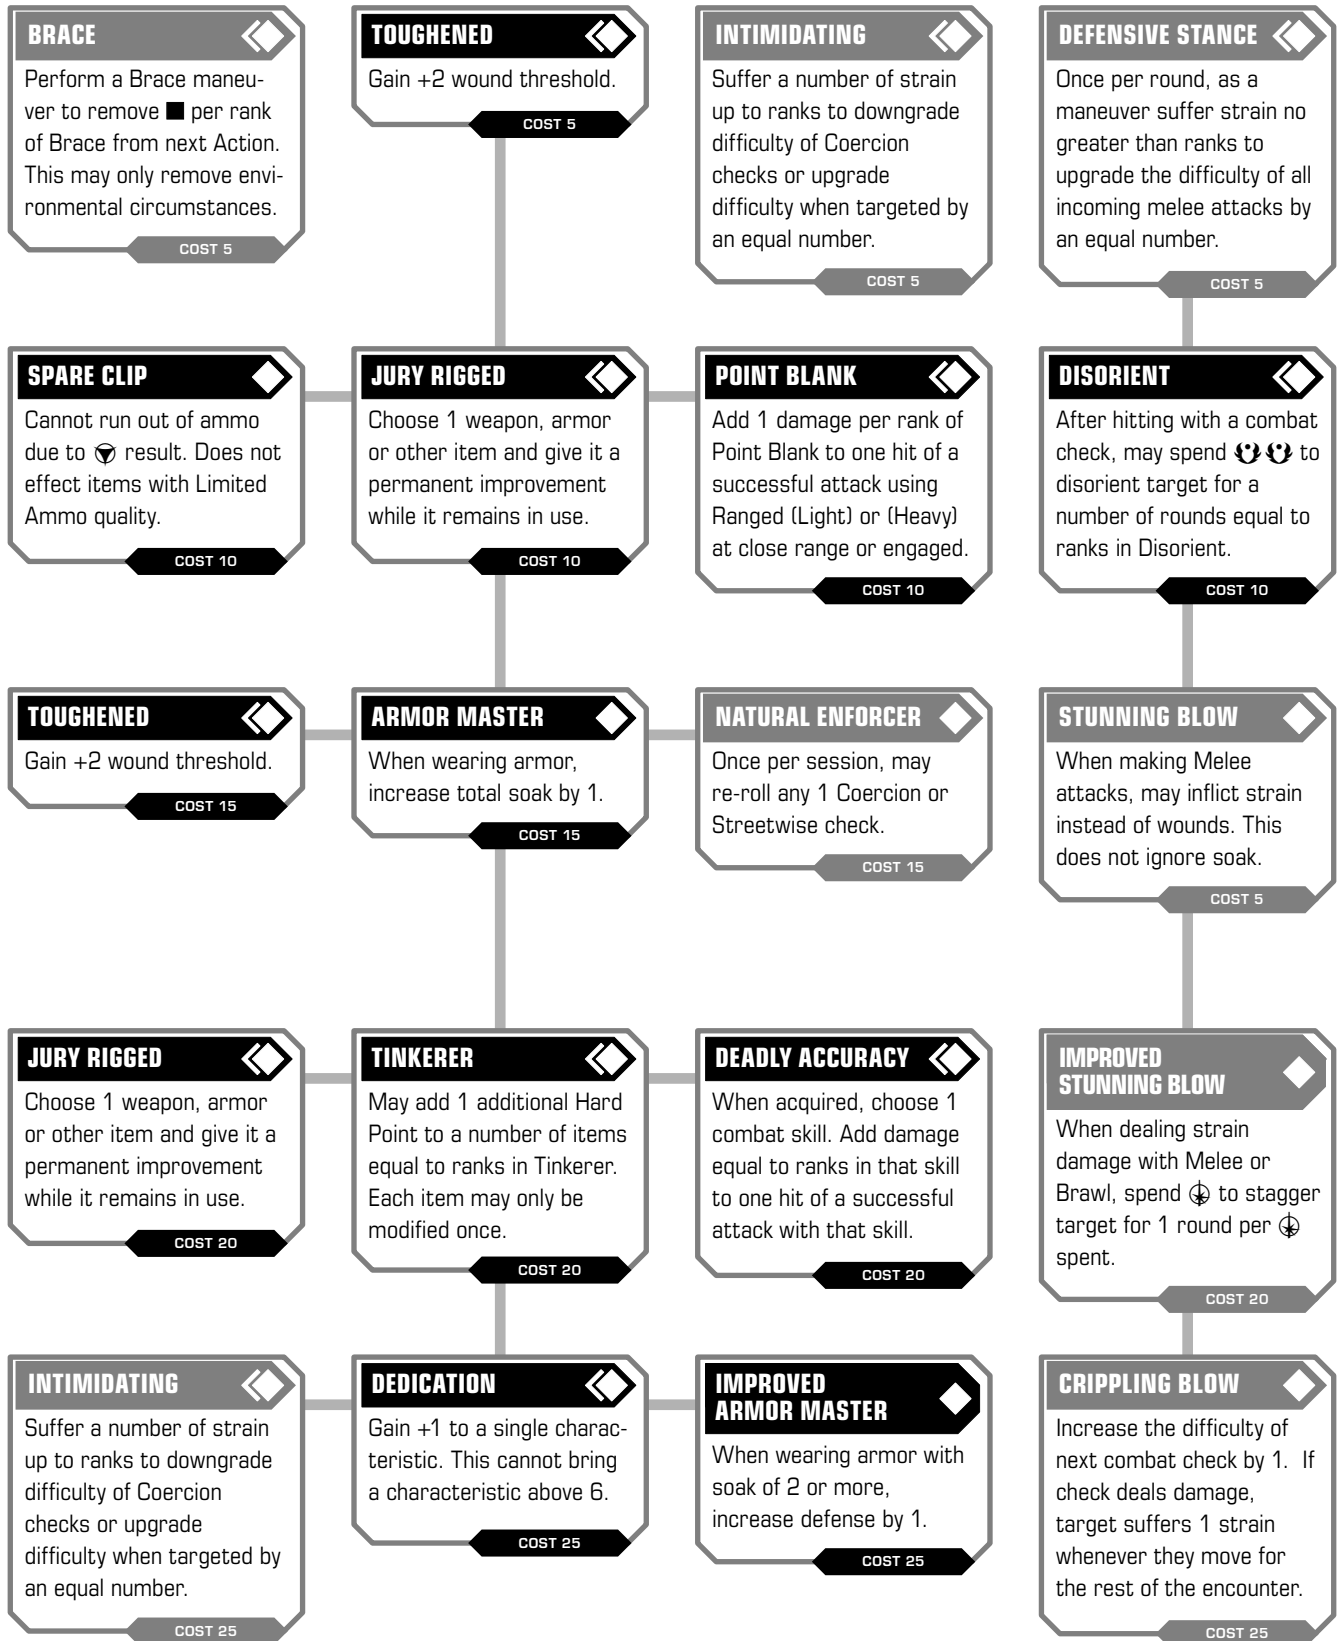 BRACE
Perform a Brace maneu-
ver to remove ■ per rank
of Brace from next Action.
This may only remove envi-
ronmental circumstances.
COST 5
TOUGHENED
Gain +2 wound threshold.
COST 5
INTIMIDATING
Suffer a number of strain
up to ranks to downgrade
difficulty of Coercion
checks or upgrade
difficulty when targeted by
an equal number.
COST 5
DEFENSIVE STANCE
Once per round, as a
maneuver suffer strain no
greater than ranks to
upgrade the difficulty of all
incoming melee attacks by
an equal number.
COST 5
SPARE CLIP
Cannot run out of ammo
due to result. Does not
effect items with Limited
Ammo quality.
COST 10
JURY RIGGED
Choose 1 weapon, armor
or other item and give it a
permanent improvement
while it remains in use.
COST 10
POINT BLANK
Add 1 damage per rank of
Point Blank to one hit of a
successful attack using
Ranged (Light) or (Heavy)
at close range or engaged.
COST 10
DISORIENT
After hitting with a combat
check, may spend to
disorient target for a
number of rounds equal to
ranks in Disorient.
COST 10
TOUGHENED
Gain +2 wound threshold.
COST 15
ARMOR MASTER
When wearing armor,
increase total soak by 1.
COST 15
NATURAL ENFORCER
Once per session, may
re-roll any 1 Coercion or
Streetwise check.
COST 15
STUNNING BLOW
When making Melee
attacks, may inflict strain
instead of wounds. This
does not ignore soak.
COST 5
JURY RIGGED
Choose 1 weapon, armor
or other item and give it a
permanent improvement
while it remains in use.
COST 20
TINKERER
May add 1 additional Hard
Point to a number of items
equal to ranks in Tinkerer.
Each item may only be
modified once.
COST 20
DEADLY ACCURACY
When acquired, choose 1
combat skill. Add damage
equal to ranks in that skill
to one hit of a successful
attack with that skill.
COST 20
IMPROVED
STUNNING BLOW
When dealing strain
damage with Melee or
Brawl, spend to stagger
target for 1 round per
spent.
COST 20
INTIMIDATING
Suffer a number of strain
up to ranks to downgrade
difficulty of Coercion
checks or upgrade
difficulty when targeted by
an equal number.
COST 25
DEDICATION
Gain +1 to a single charac-
teristic. This cannot bring
a characteristic above 6.
COST 25
IMPROVED
ARMOR MASTER
When wearing armor with
soak of 2 or more,
increase defense by 1.
COST 25
CRIPPLING BLOW
Increase the difficulty of
next combat check by 1. If
check deals damage,
target suffers 1 strain
whenever they move for
the rest of the encounter.
COST 25